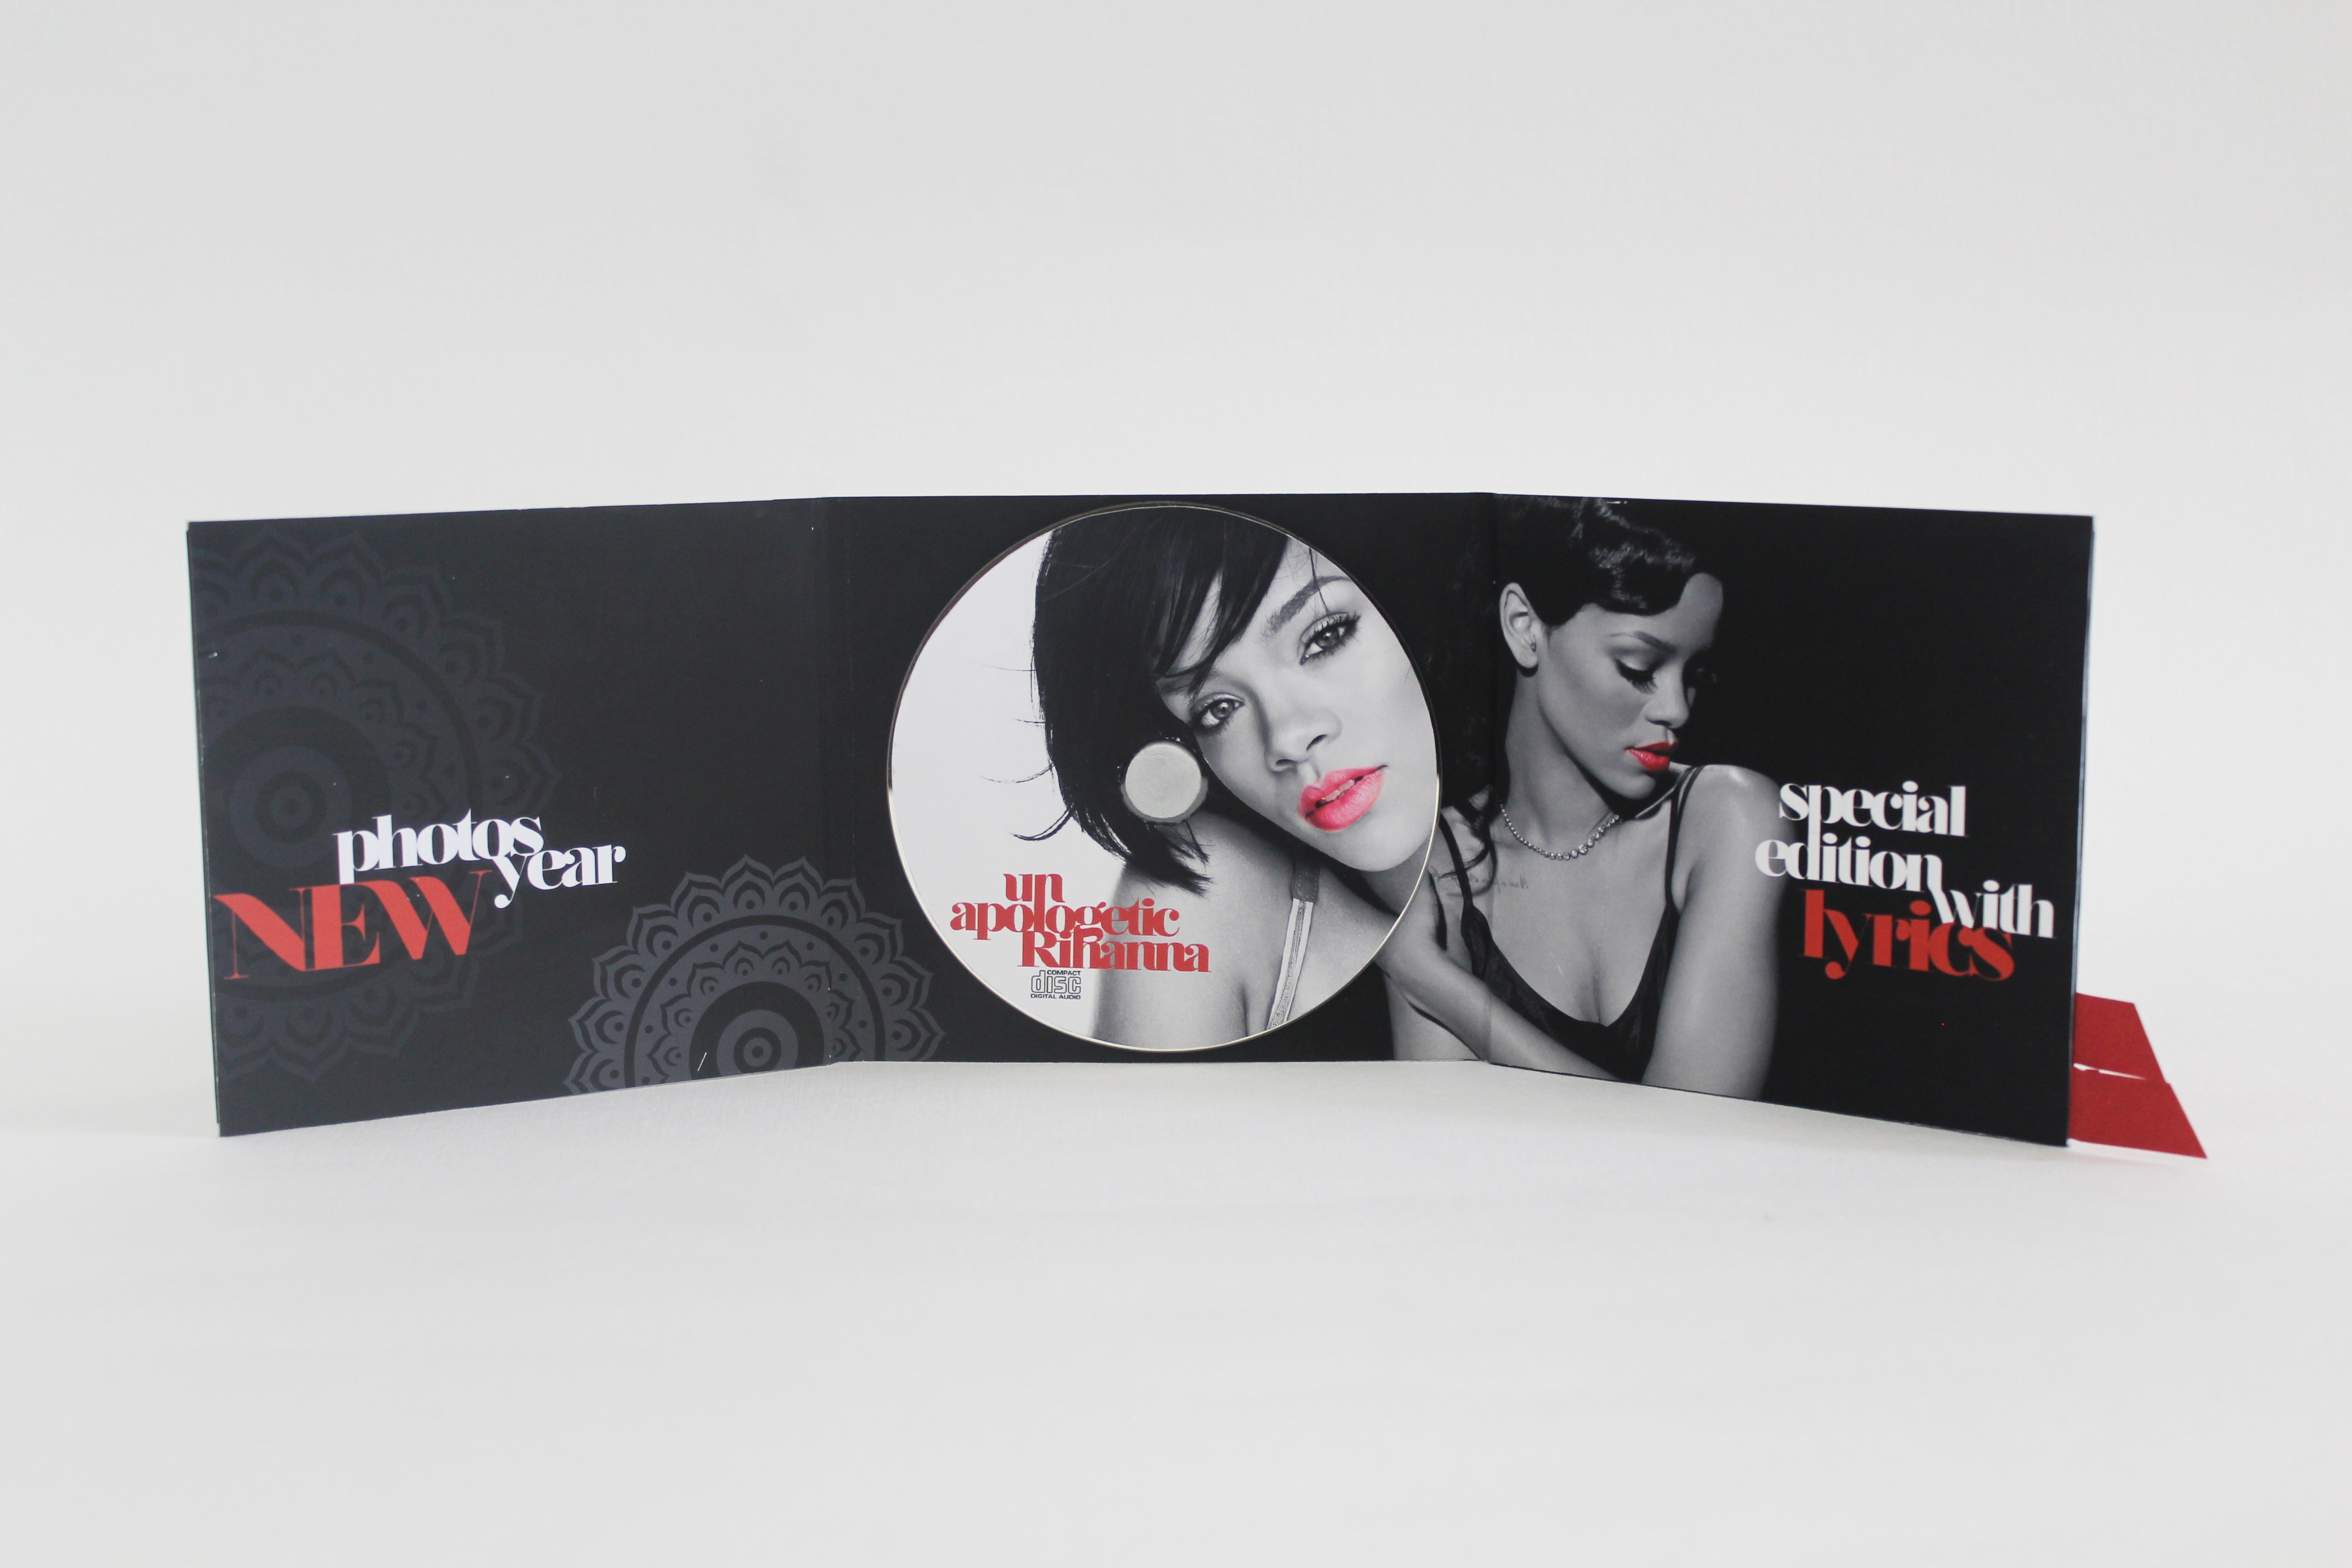 photos
year
NEW
un
apologetic
Rihanna
COMPACT
disc
DIGITAL AUDIO
special
edition
with
lyrics